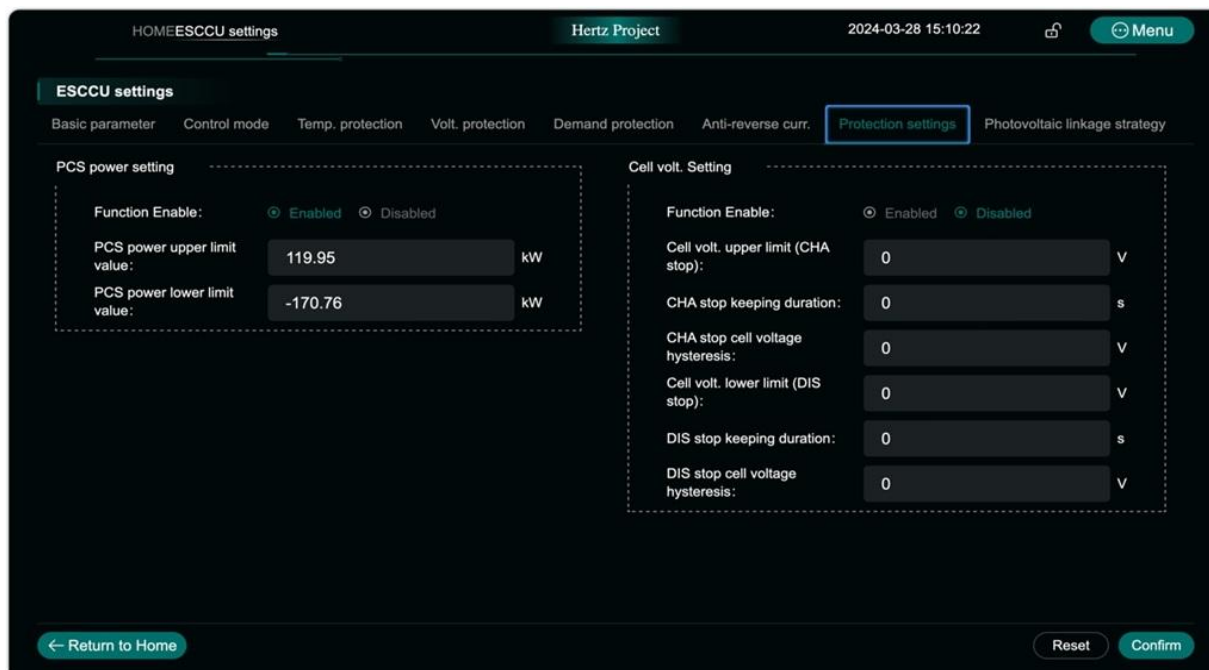 HOMEESCCU settings
Hertz Project
2024-03-28 15:10:22
Menu
ESCCU settings
Basic parameter
Control mode
Temp. protection
Volt. protection
Demand protection
Anti-reverse curr.
Protection settings
Photovoltaic linkage strategy
PCS power setting
Function Enable:
Enabled
Disabled
PCS power upper limit
value:
119.95
kW
PCS power lower limit
value:
-170.76
kW
Cell volt. Setting
Function Enable:
Enabled
Disabled
Cell volt. upper limit (CHA
stop):
0
V
CHA stop keeping duration:
0
s
CHA stop cell voltage
hysteresis:
0
V
Cell volt. lower limit (DIS
stop):
0
V
DIS stop keeping duration:
0
s
DIS stop cell voltage
hysteresis:
0
V
← Return to Home
Reset
Confirm